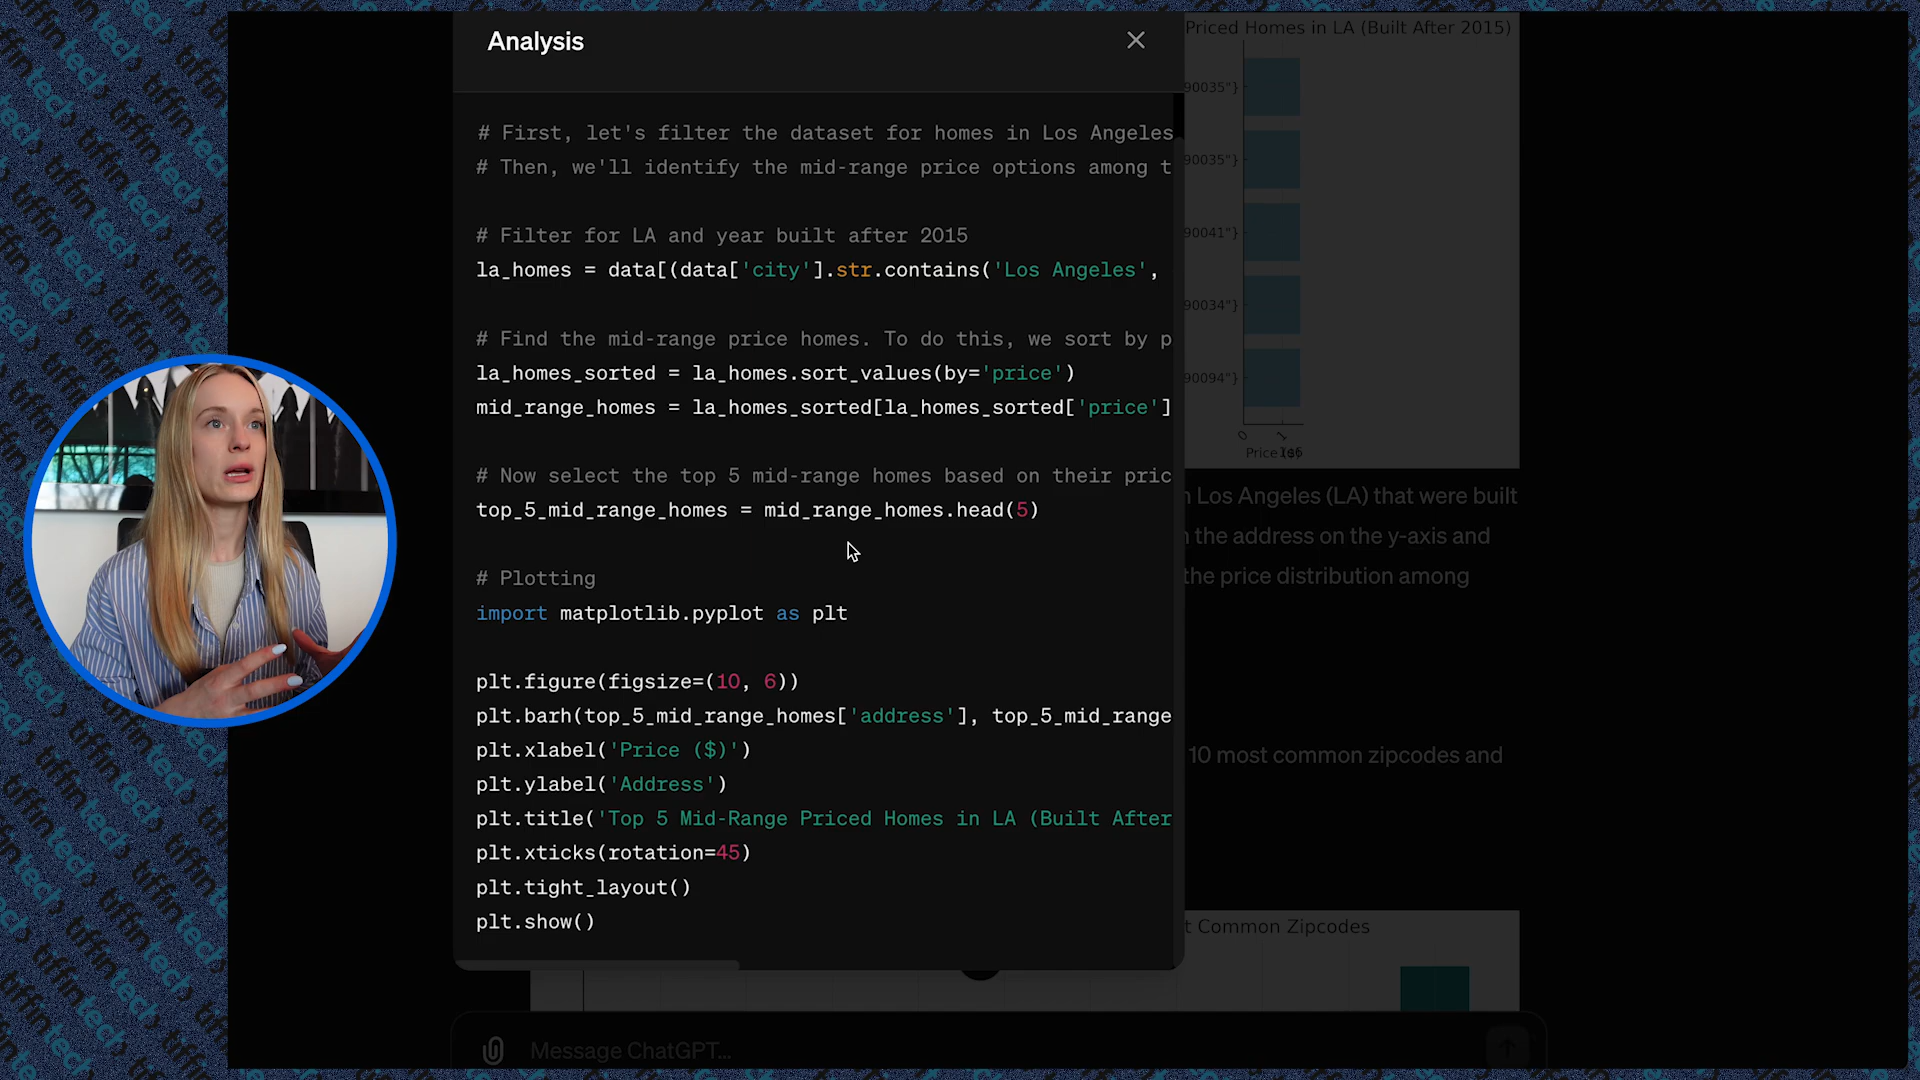 Analysis
# First, let's filter the dataset for homes in Los Angeles
# Then, we'll identify the mid-range price options among t
# Filter for LA and year built after 2015
la_homes = data[(data['city'].str.contains('Los Angeles',
# Find the mid-range price homes. To do this, we sort by p
la_homes_sorted = la_homes.sort_values(by='price')
mid_range_homes = la_homes_sorted[la_homes_sorted['price']
# Now select the top 5 mid-range homes based on their pric
top_5_mid_range_homes = mid_range_homes.head(5)
# Plotting
import matplotlib.pyplot as plt
plt.figure(figsize=(10, 6))
plt.barh(top_5_mid_range_homes['address'], top_5_mid_range
plt.xlabel('Price ($)')
plt.ylabel('Address')
plt.title('Top 5 Mid-Range Priced Homes in LA (Built After
plt.xticks(rotation=45)
plt.tight_layout()
plt.show()
Priced Homes in LA (Built After 2015)
90035"}
90035"}
90041"}
90034"}
90094"}
0 1
Price ($) 1e6
n Los Angeles (LA) that were built
n the address on the y-axis and
the price distribution among
10 most common zipcodes and
t Common Zipcodes
Message ChatGPT...
tiffintech